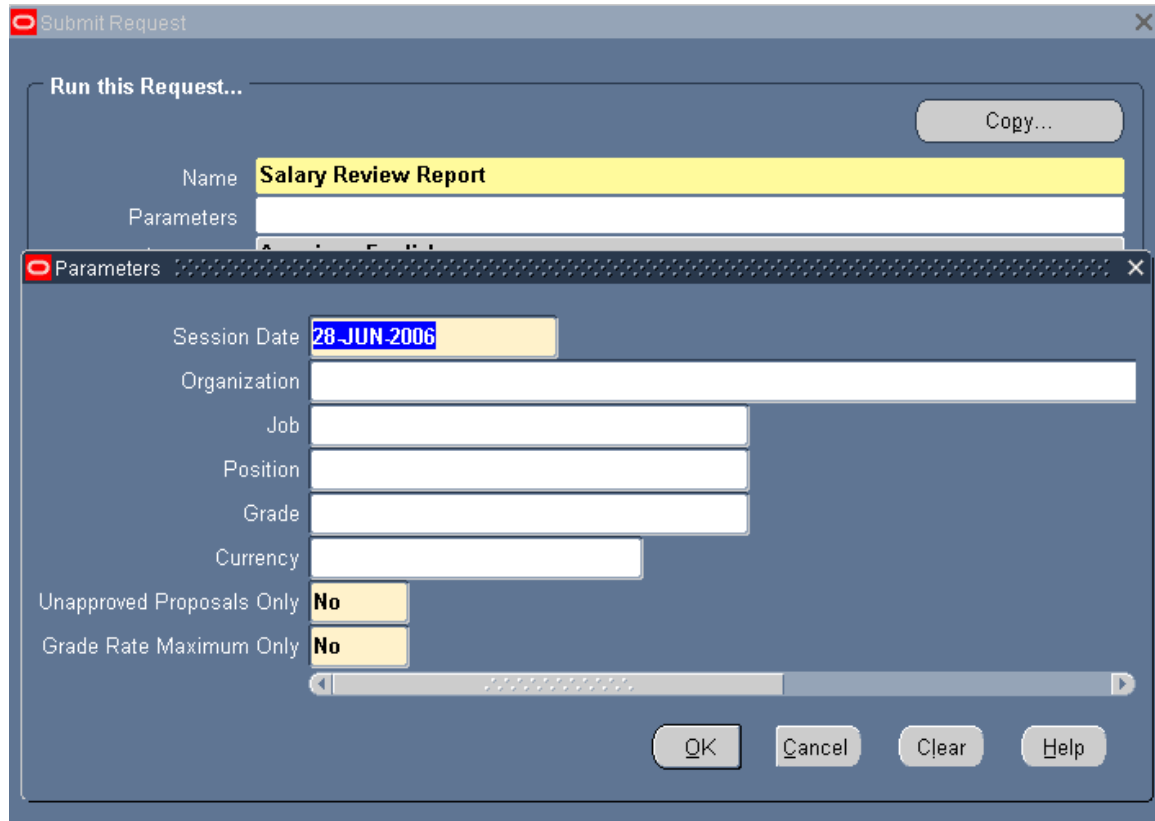 Submit Request
Run this Request...
Copy...
Name Salary Review Report
Parameters
Parameters
Session Date 28-JUN-2006
Organization
Job
Position
Grade
Currency
Unapproved Proposals Only No
Grade Rate Maximum Only No
OK Cancel Clear Help